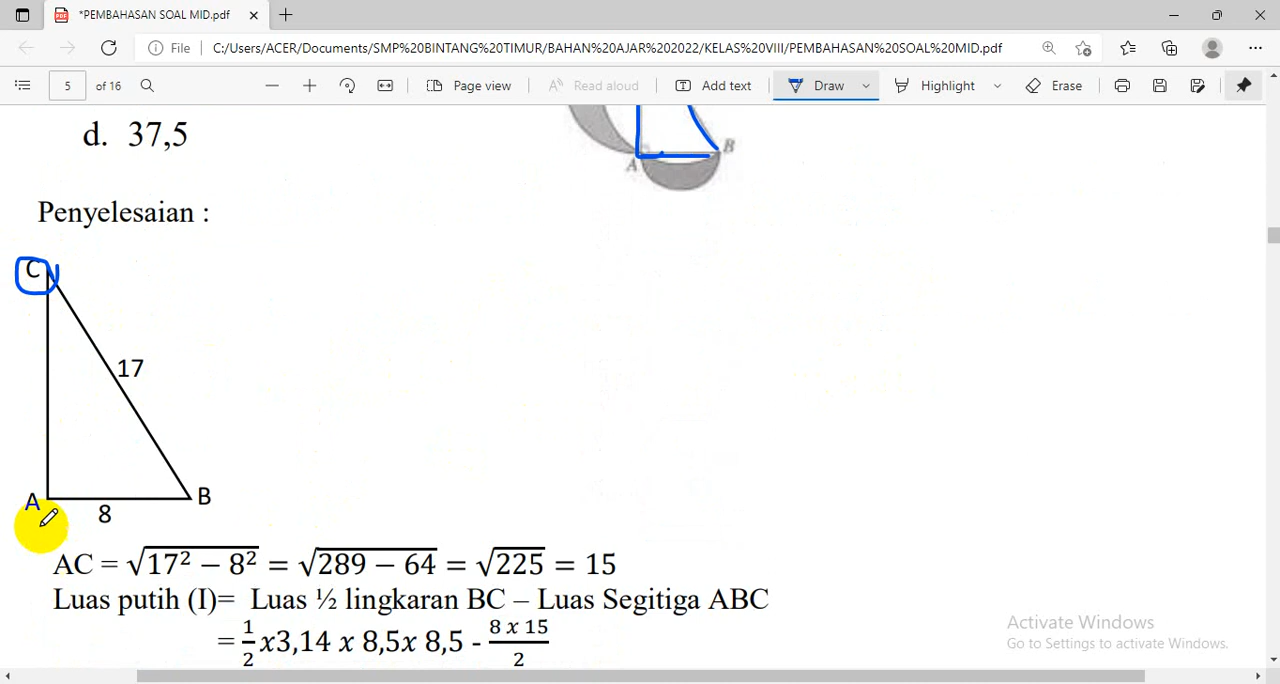 *PEMBAHASAN SOAL MID.pdf
File
C:/Users/ACER/Documents/SMP%20BINTANG%20TIMUR/BAHAN%20AJAR%202022/KELAS%20VIII/PEMBAHASAN%20SOAL%20MID.pdf
5 of 16 Page view Read aloud Add text Draw Highlight Erase
d. 37,5
A B
Penyelesaian :
C
17
A B
8
AC = √17² − 8² = √289 − 64 = √225 = 15
Luas putih (I)= Luas ½ lingkaran BC – Luas Segitiga ABC
= 1/2 x3,14 x 8,5x 8,5 - 8 x 15/2
Activate Windows
Go to Settings to activate Windows.